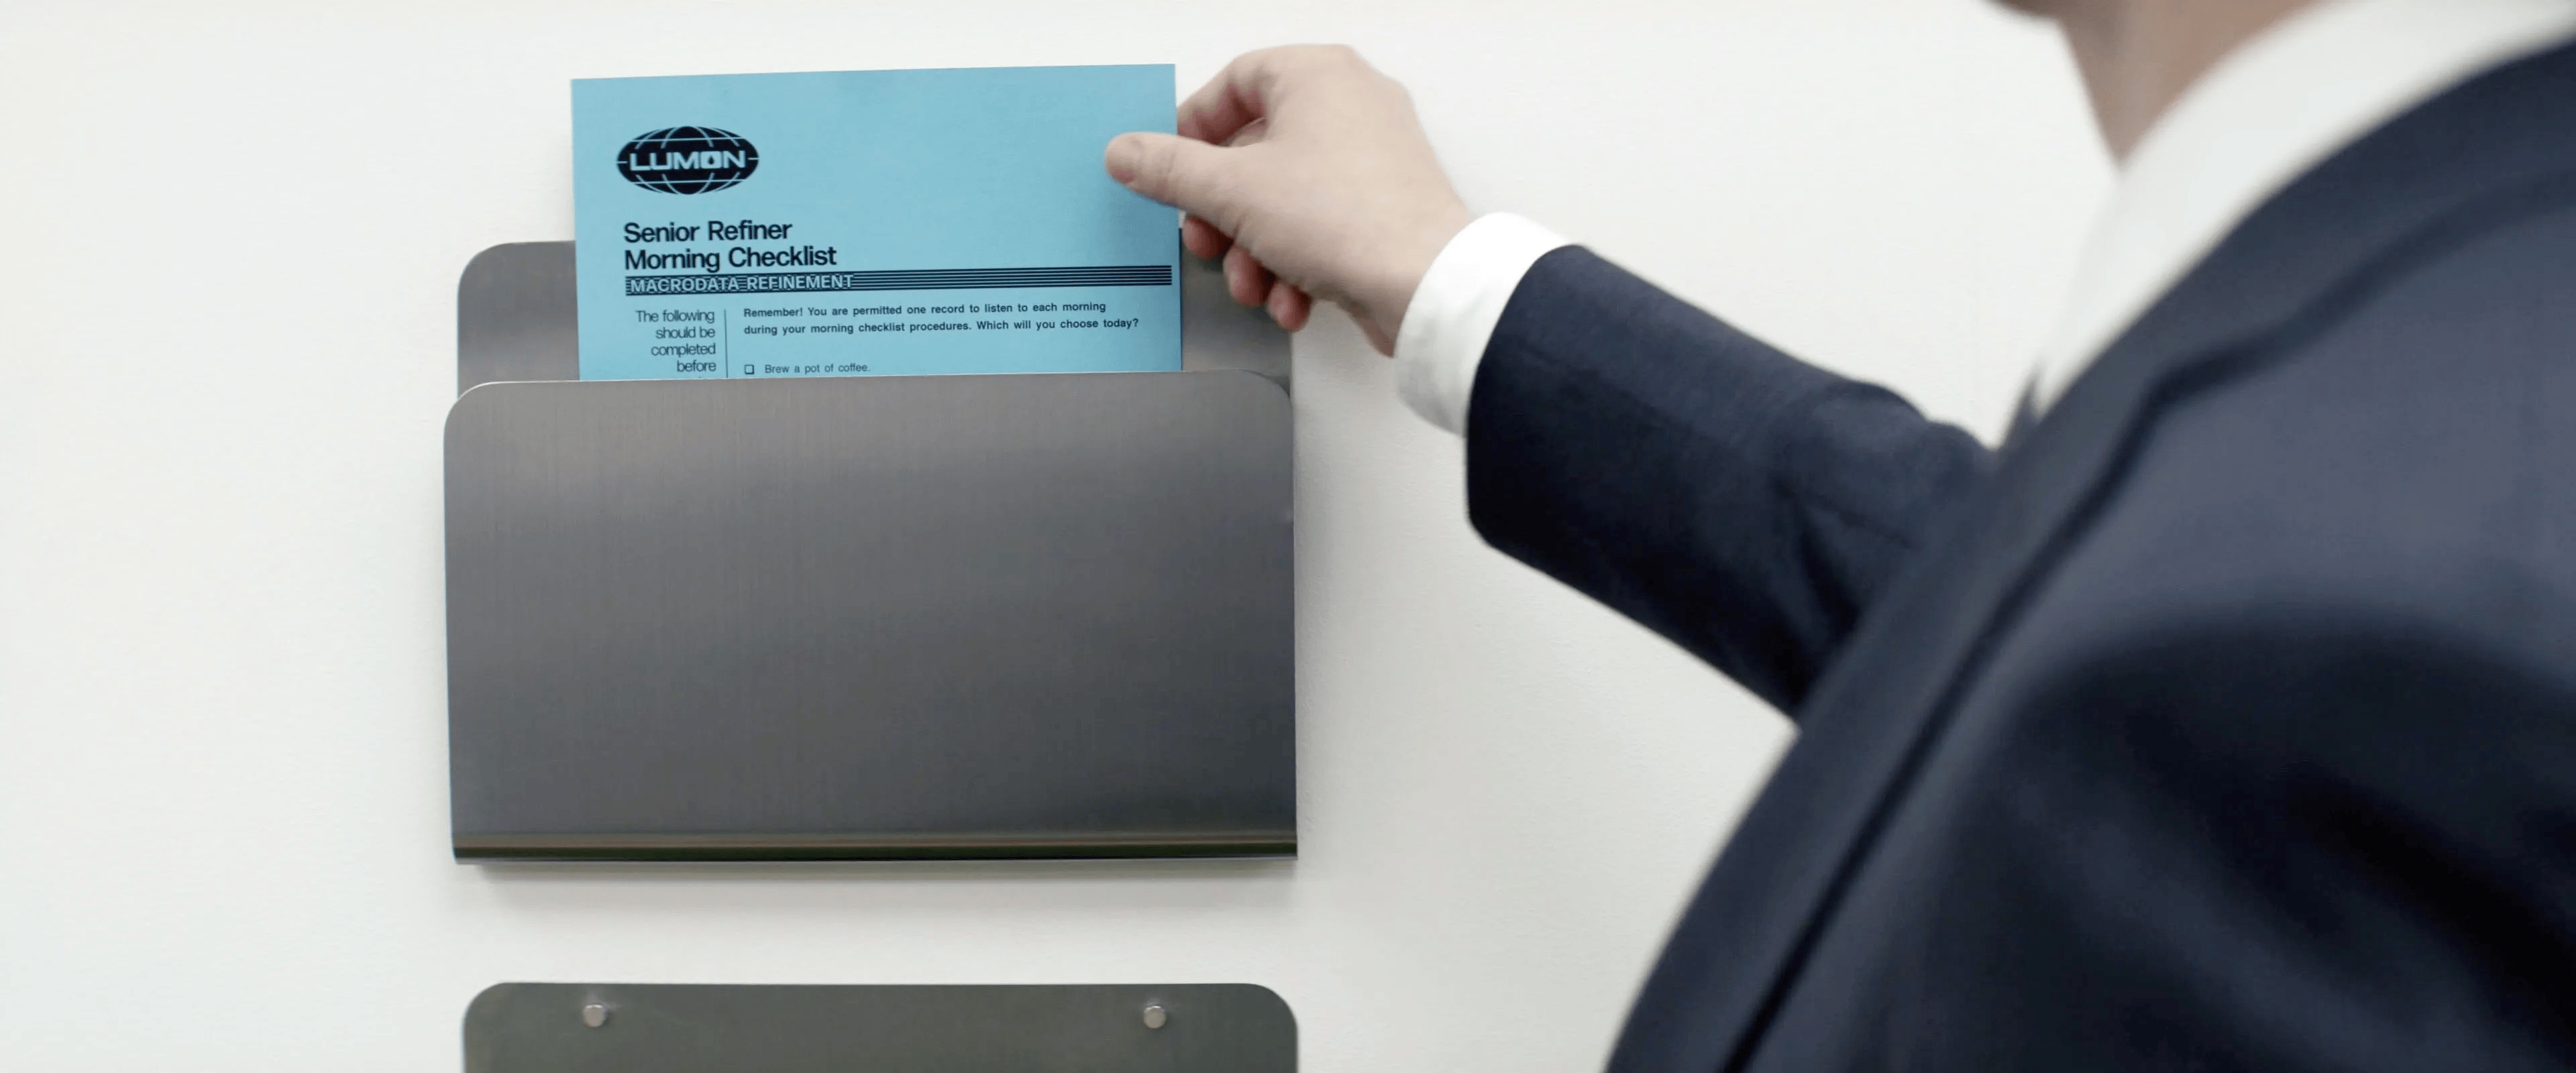 LUMON
Senior Refiner
Morning Checklist
MACRODATA REFINEMENT
The following
should be
completed
before
Remember! You are permitted one record to listen to each morning
during your morning checklist procedures. Which will you choose today?
❑ Brew a pot of coffee.